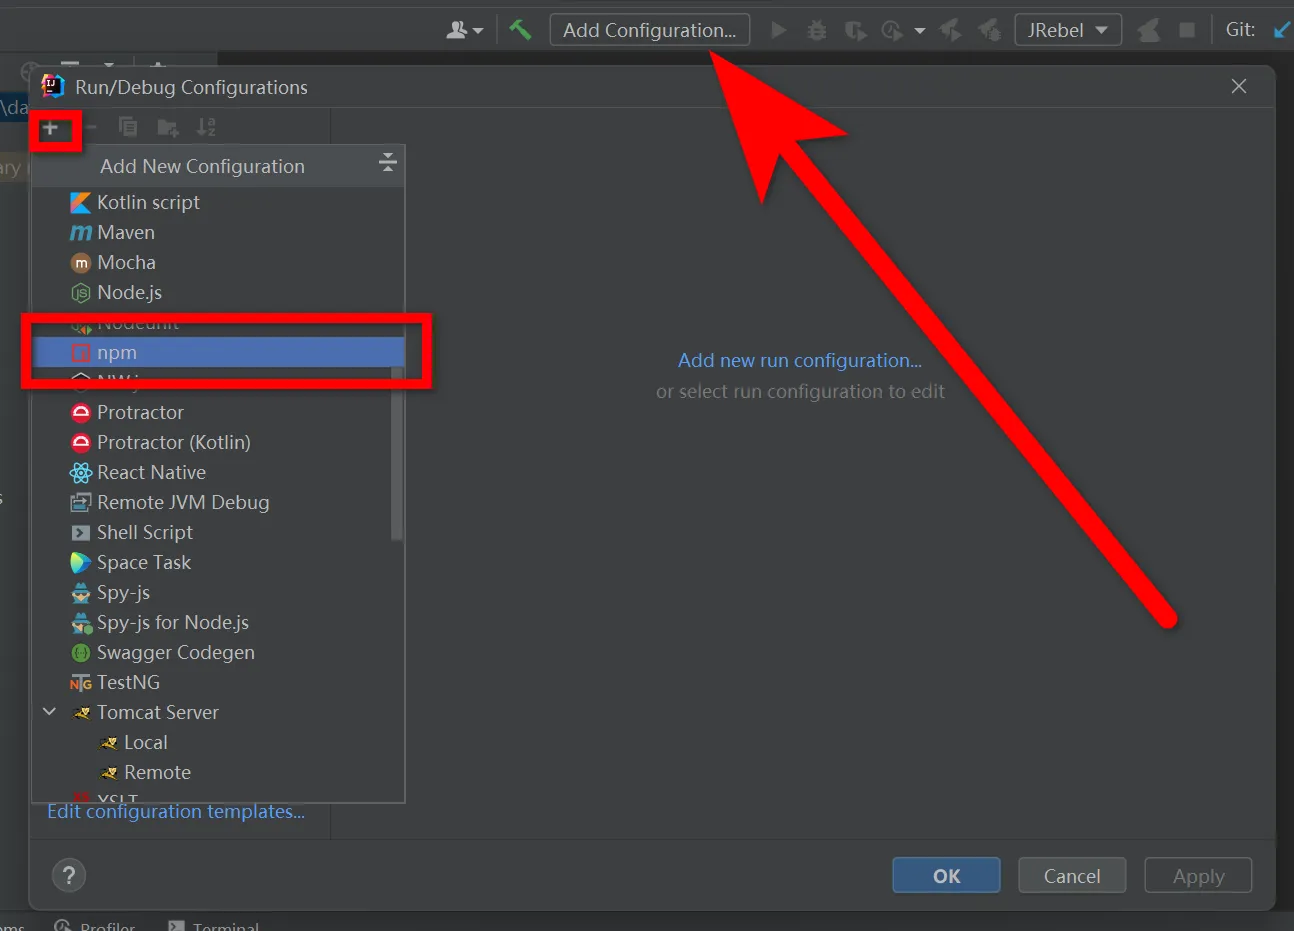 Add Configuration...
JRebel
Git:
Run/Debug Configurations
\da
ary
Add New Configuration
Kotlin script
Maven
Mocha
Node.js
Nodeunit
npm
Protractor
Protractor (Kotlin)
React Native
Remote JVM Debug
Shell Script
Space Task
Spy-js
Spy-js for Node.js
Swagger Codegen
TestNG
Tomcat Server
Local
Remote
XSLT
Add new run configuration...
or select run configuration to edit
s
Edit configuration templates...
?
OK
Cancel
Apply
ems
Profiler
Terminal